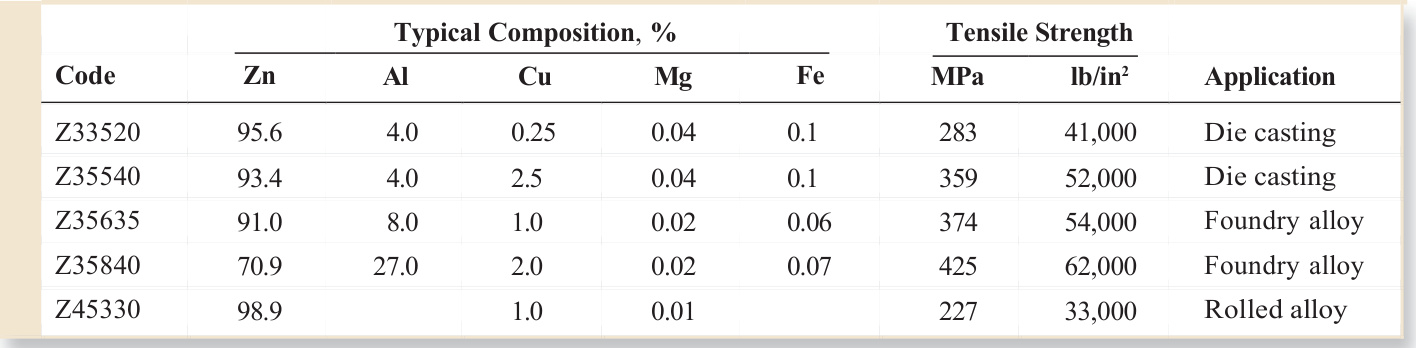 Typical Composition, % Tensile Strength
Code Zn Al Cu Mg Fe MPa lb/in² Application
Z33520 95.6 4.0 0.25 0.04 0.1 283 41,000 Die casting
Z35540 93.4 4.0 2.5 0.04 0.1 359 52,000 Die casting
Z35635 91.0 8.0 1.0 0.02 0.06 374 54,000 Foundry alloy
Z35840 70.9 27.0 2.0 0.02 0.07 425 62,000 Foundry alloy
Z45330 98.9 1.0 0.01 227 33,000 Rolled alloy